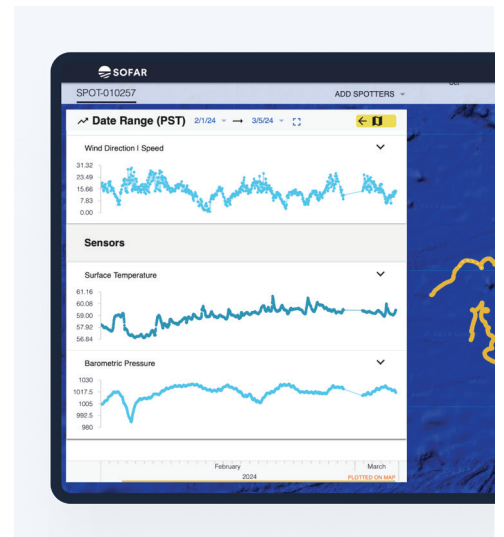 SOFAR
SPOT-010257
ADD SPOTTERS
Date Range (PST) 2/1/24 → 3/5/24
Wind Direction | Speed
31.32
23.49
15.66
7.83
0.00
Sensors
Surface Temperature
61.16
60.08
59.00
57.92
56.84
Barometric Pressure
1030
1017.5
1005
992.5
980
February
March
2024
PLOTTED ON MAP